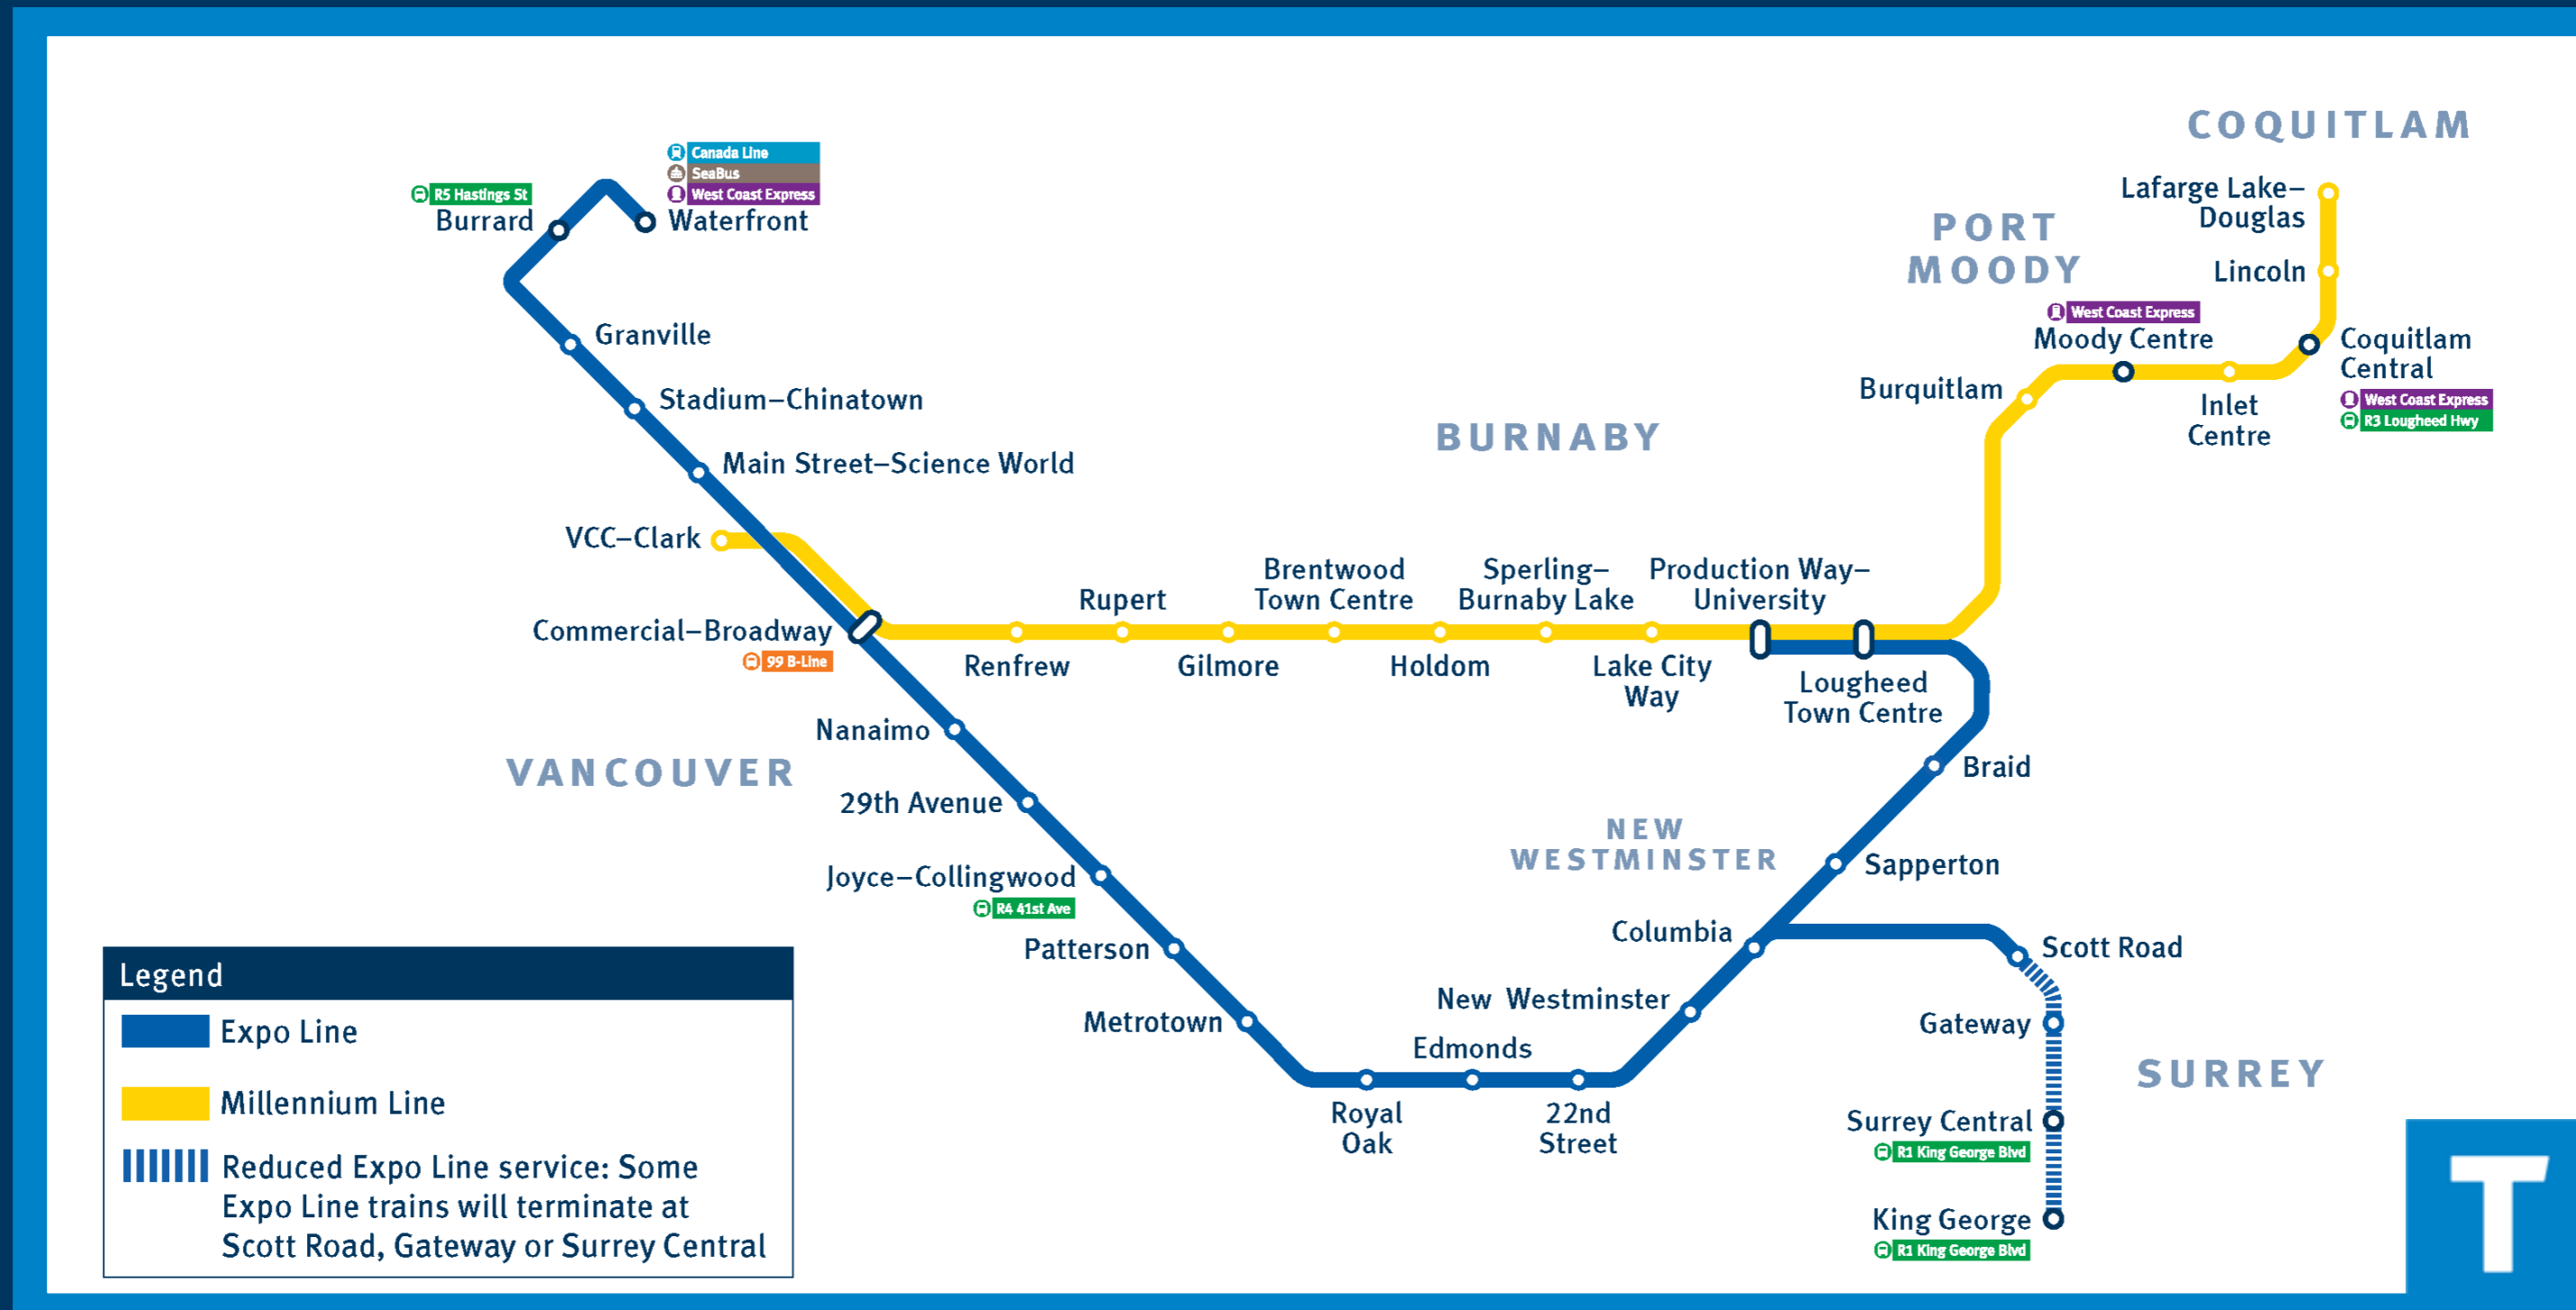 COQUITLAM
Canada Line
SeaBus
West Coast Express
Waterfront
R5 Hastings St
Burrard
Lafarge Lake–
Douglas
PORT
MOODY
Lincoln
West Coast Express
Moody Centre
Coquitlam
Central
West Coast Express
R3 Lougheed Hwy
Inlet
Centre
Burquitlam
Granville
Stadium–Chinatown
BURNABY
Main Street–Science World
VCC–Clark
Commercial–Broadway
99 B-Line
Renfrew
Rupert
Gilmore
Brentwood
Town Centre
Holdom
Sperling–
Burnaby Lake
Lake City
Way
Production Way–
University
Lougheed
Town Centre
Nanaimo
VANCOUVER
29th Avenue
Joyce–Collingwood
R4 41st Ave
Patterson
Metrotown
Royal
Oak
Edmonds
22nd
Street
New Westminster
NEW
WESTMINSTER
Columbia
Sapperton
Braid
Scott Road
Gateway
SURREY
Surrey Central
R1 King George Blvd
King George
R1 King George Blvd
Legend
Expo Line
Millennium Line
Reduced Expo Line service: Some
Expo Line trains will terminate at
Scott Road, Gateway or Surrey Central
T